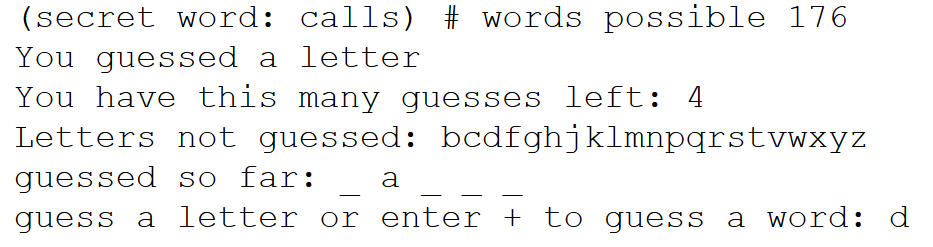 (secret word: calls) # words possible 176
You guessed a letter
You have this many guesses left: 4
Letters not guessed: bcdfghjklmnpqrstvwxyz
guessed so far: _ a _ _ _
guess a letter or enter + to guess a word: d